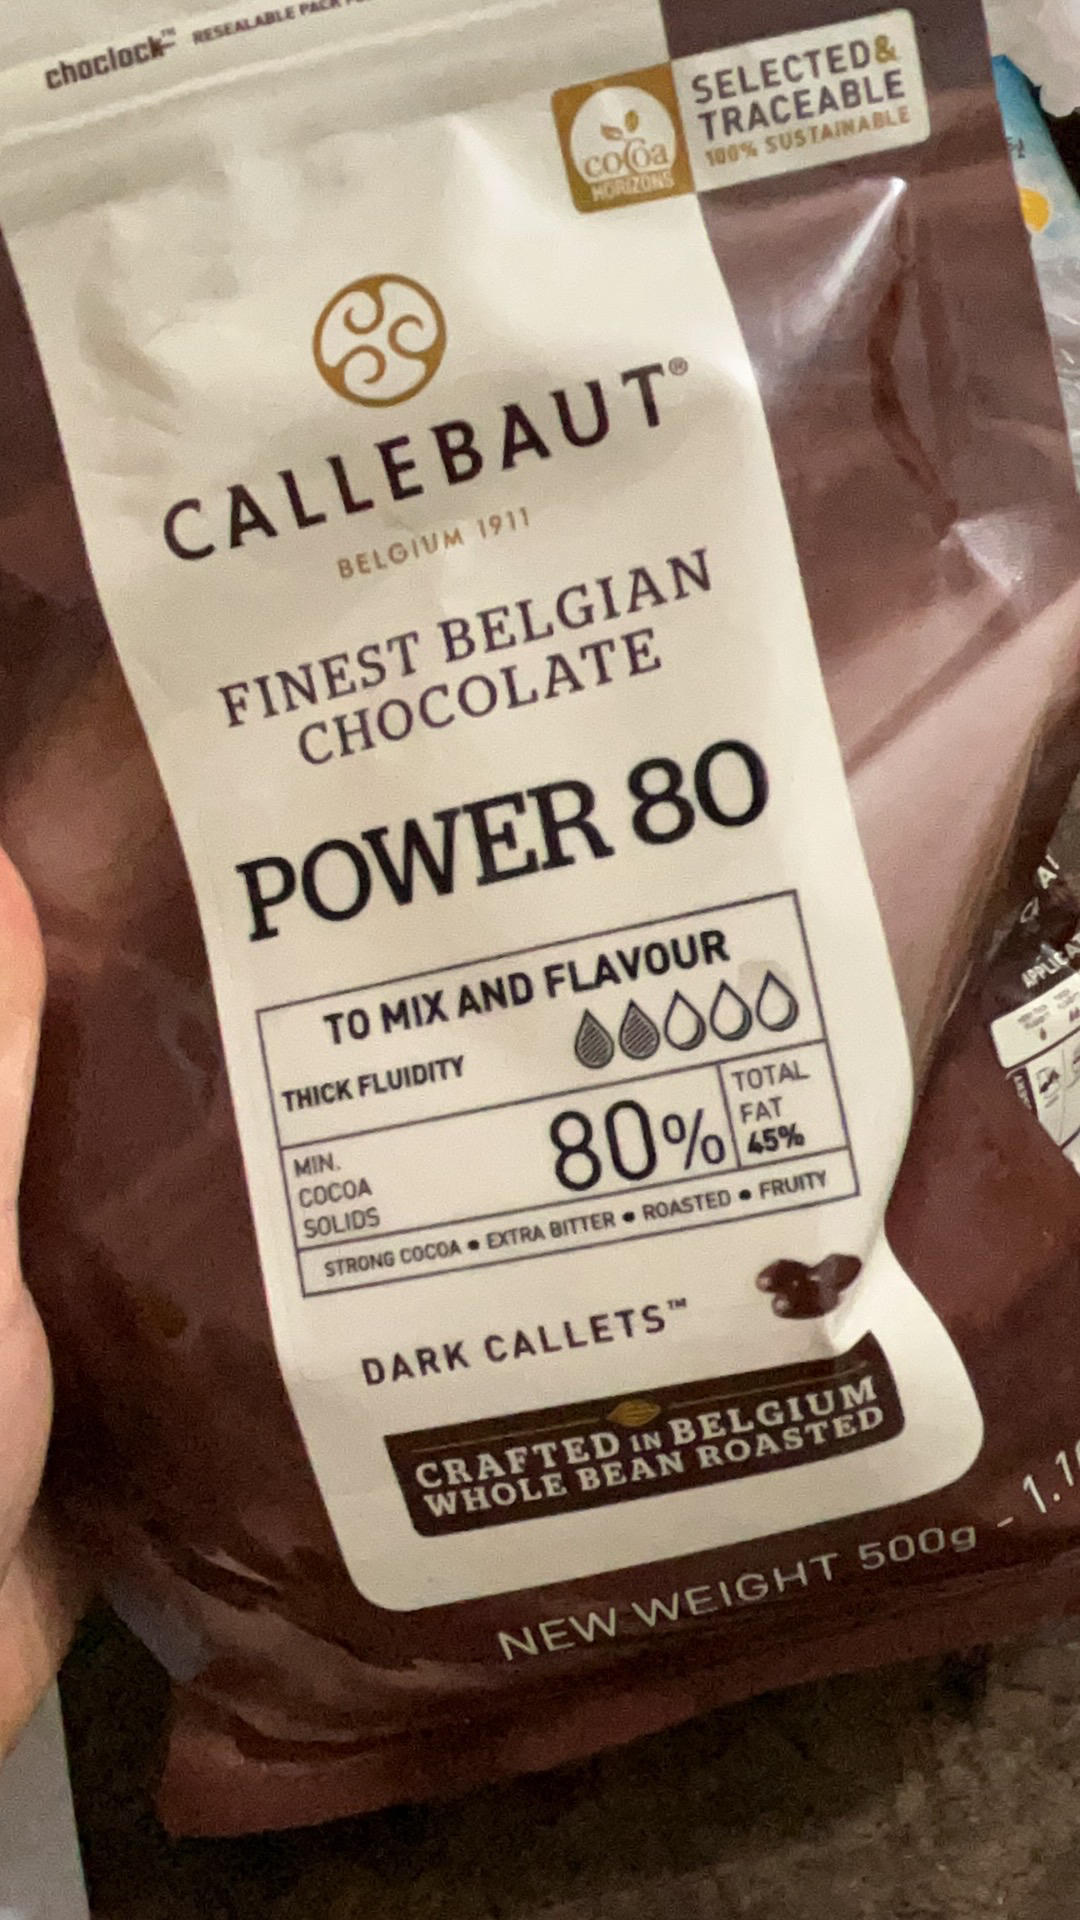 choclock™ RESEALABLE PACK
cocoa
HORIZONS
SELECTED&
TRACEABLE
100% SUSTAINABLE
CALLEBAUT®
BELGIUM 1911
FINEST BELGIAN
CHOCOLATE
POWER 80
TO MIX AND FLAVOUR
THICK FLUIDITY
MIN.
COCOA
SOLIDS
80%
TOTAL
FAT
45%
STRONG COCOA • EXTRA BITTER • ROASTED • FRUITY
DARK CALLETS™
CRAFTED IN BELGIUM
WHOLE BEAN ROASTED
NEW WEIGHT 500g - 1.1